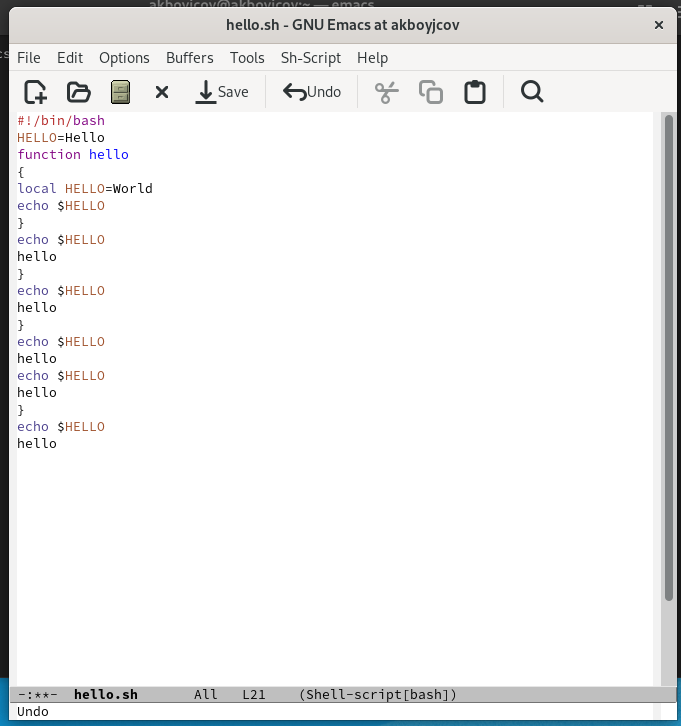 hello.sh - GNU Emacs at akboyjcov
File Edit Options Buffers Tools Sh-Script Help
Save Undo
#!/bin/bash
HELLO=Hello
function hello
{
local HELLO=World
echo $HELLO
}
echo $HELLO
hello
}
echo $HELLO
hello
}
echo $HELLO
hello
echo $HELLO
hello
}
echo $HELLO
hello
-:**- hello.sh All L21 (Shell-script[bash])
Undo